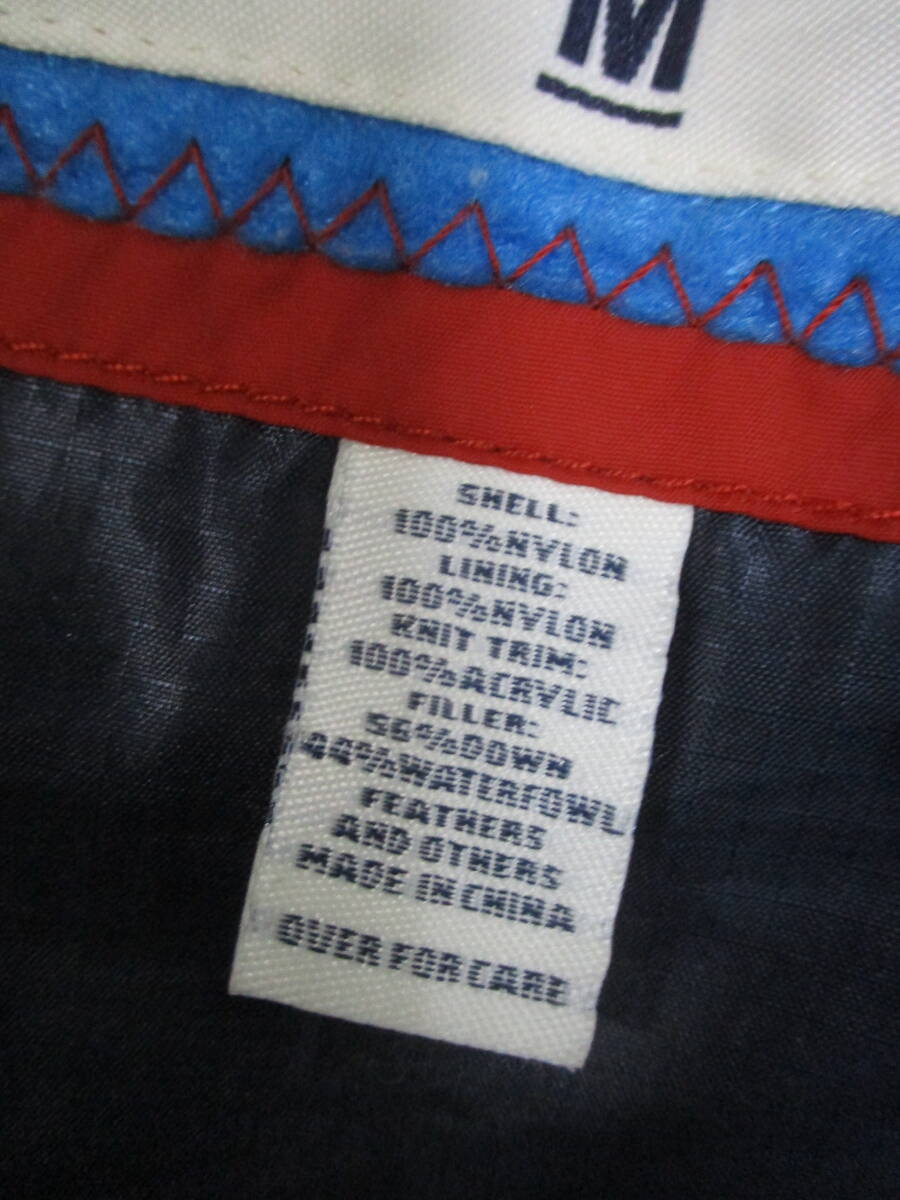 M
SHELL:
100%NYLON
LINING:
100%NYLON
KNIT TRIM:
100%ACRYLIC
FILLER:
56%DOWN
44%WATERFOWL
FEATHERS
AND OTHERS
MADE IN CHINA
OVER FOR CARE